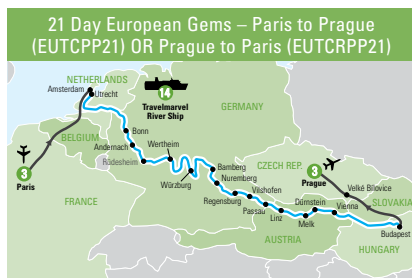 21 Day European Gems – Paris to Prague
(EUTCPP21) OR Prague to Paris (EUTCRPP21)
NETHERLANDS
Amsterdam
Utrecht
14
Travelmarvel
River Ship
GERMANY
BELGIUM
Bonn
Andernach
Wertheim
Rüdesheim
Bamberg
CZECH REP.
3
Paris
Würzburg
Nuremburg
Vilshofen
3
Prague
Velké Bílovice
Regensburg
Dürnstein
SLOVAKIA
FRANCE
Passau
Vienna
Linz
Melk
Budapest
AUSTRIA
HUNGARY